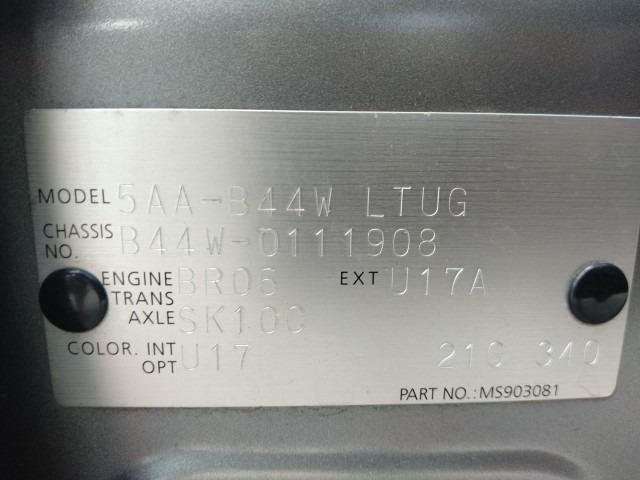 MODEL 5AA-B44W LTUG
CHASSIS NO. B44W-0111908
ENGINE BR06 EXT U17A
TRANS AXLE SK10C
COLOR. INT U17 21C 340
OPT
PART NO.:MS903081